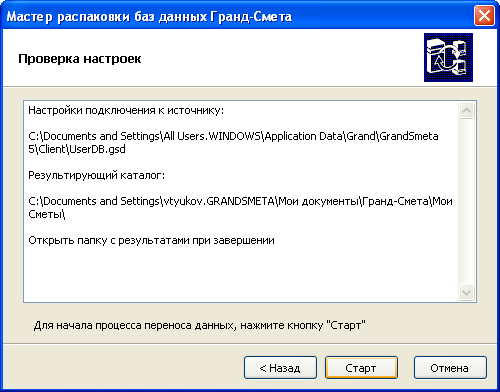 Мастер распаковки баз данных Гранд-Смета
Проверка настроек
Настройки подключения к источнику:
C:\Documents and Settings\All Users.WINDOWS\Application Data\Grand\GrandSmeta
5\Client\UserDB.gsd
Результирующий каталог:
C:\Documents and Settings\vtyukov.GRANDSMETA\Мои документы\Гранд-Смета\Мои
Сметы\
Открыть папку с результатами при завершении
Для начала процесса переноса данных, нажмите кнопку "Старт"
< Назад
Старт
Отмена